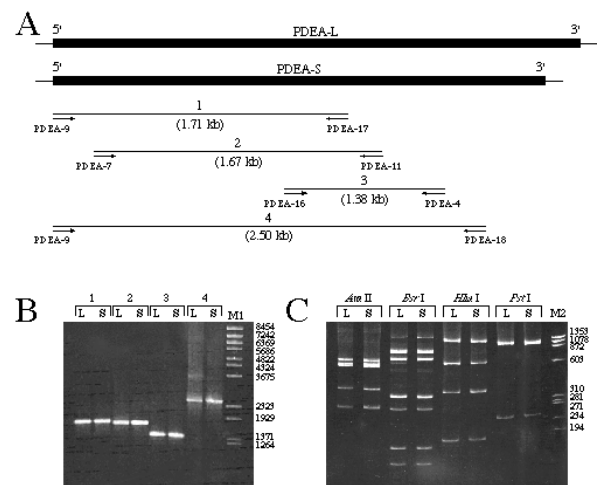 A
5' PDEA-L 3'
5' PDEA-S 3'
1
(1.71 kb)
PDEA-9 PDEA-17
2
(1.67 kb)
PDEA-7 PDEA-11
3
(1.38 kb)
PDEA-16 PDEA-4
4
(2.50 kb)
PDEA-9 PDEA-18
B
1 2 3 4
L S L S L S L S M1
8454
7242
6369
5686
4822
4324
3675
2323
1929
1371
1264
C
Ava II Bsr I Hha I Pst I
L S L S L S L S M2
1353
1078
872
603
310
281
271
234
194